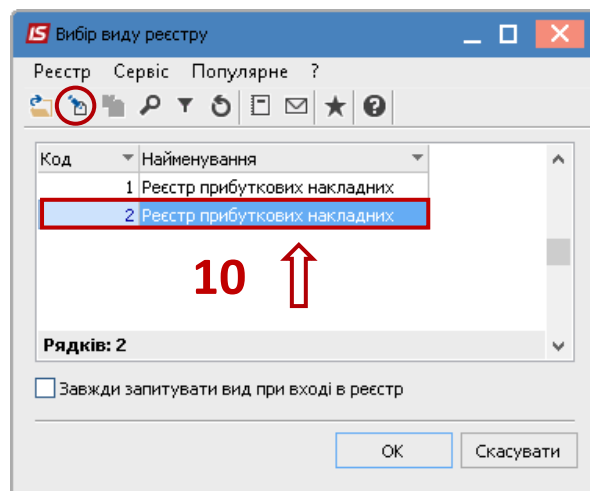 IS Вибір виду реєстру
Реєстр Сервіс Популярне ?
Код Найменування
1 Реєстр прибуткових накладних
2 Реєстр прибуткових накладних
10
Рядків: 2
Завжди запитувати вид при вході в реєстр
OK Скасувати